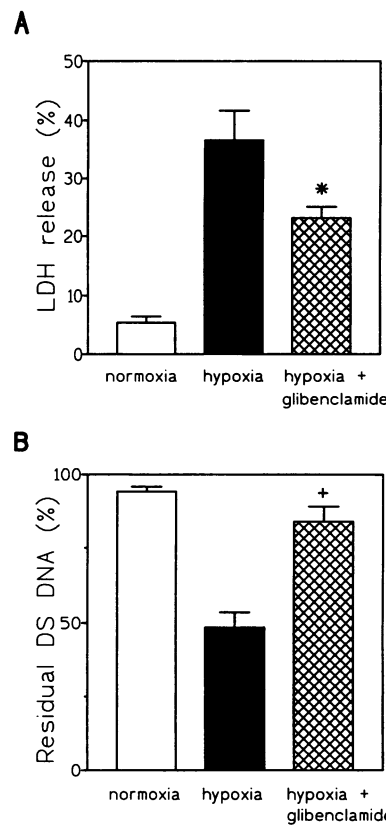 A
LDH release (%)
50
40
30
20
10
0
*
normoxia hypoxia hypoxia +
glibenclamide
B
Residual DS DNA (%)
100
50
0
+
normoxia hypoxia hypoxia +
glibenclamide